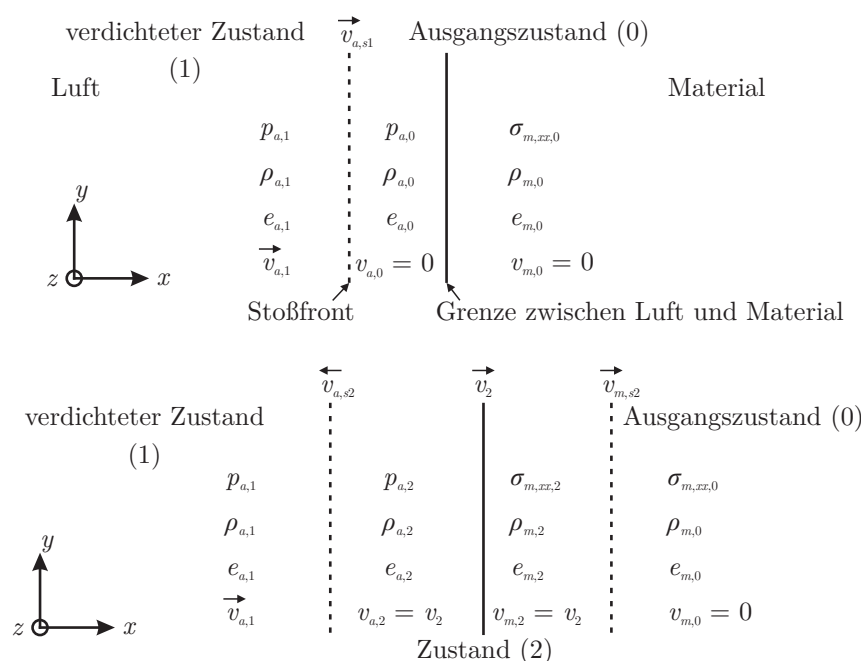 verdichteter Zustand v_{a,s1} Ausgangszustand (0)
(1)
Luft Material
p_{a,1} p_{a,0} σ_{m,xx,0}
ρ_{a,1} ρ_{a,0} ρ_{m,0}
y
e_{a,1} e_{a,0} e_{m,0}
z x v_{a,1} v_{a,0} = 0 v_{m,0} = 0
Stoßfront Grenze zwischen Luft und Material
v_{a,s2} v_2 v_{m,s2}
verdichteter Zustand Ausgangszustand (0)
(1)
p_{a,1} p_{a,2} σ_{m,xx,2} σ_{m,xx,0}
ρ_{a,1} ρ_{a,2} ρ_{m,2} ρ_{m,0}
y
e_{a,1} e_{a,2} e_{m,2} e_{m,0}
z x v_{a,1} v_{a,2} = v_2 v_{m,2} = v_2 v_{m,0} = 0
Zustand (2)